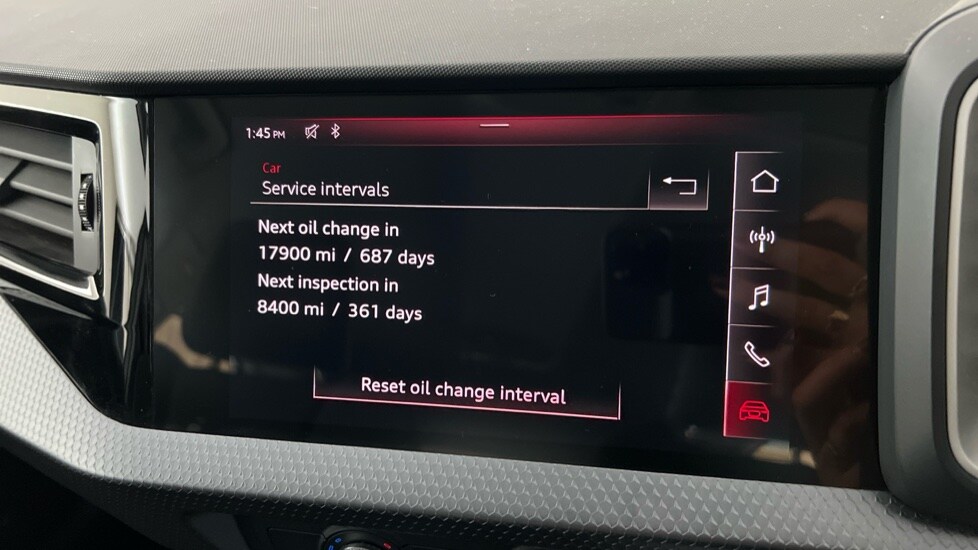 1:45 PM
Car
Service intervals
Next oil change in
17900 mi / 687 days
Next inspection in
8400 mi / 361 days
Reset oil change interval